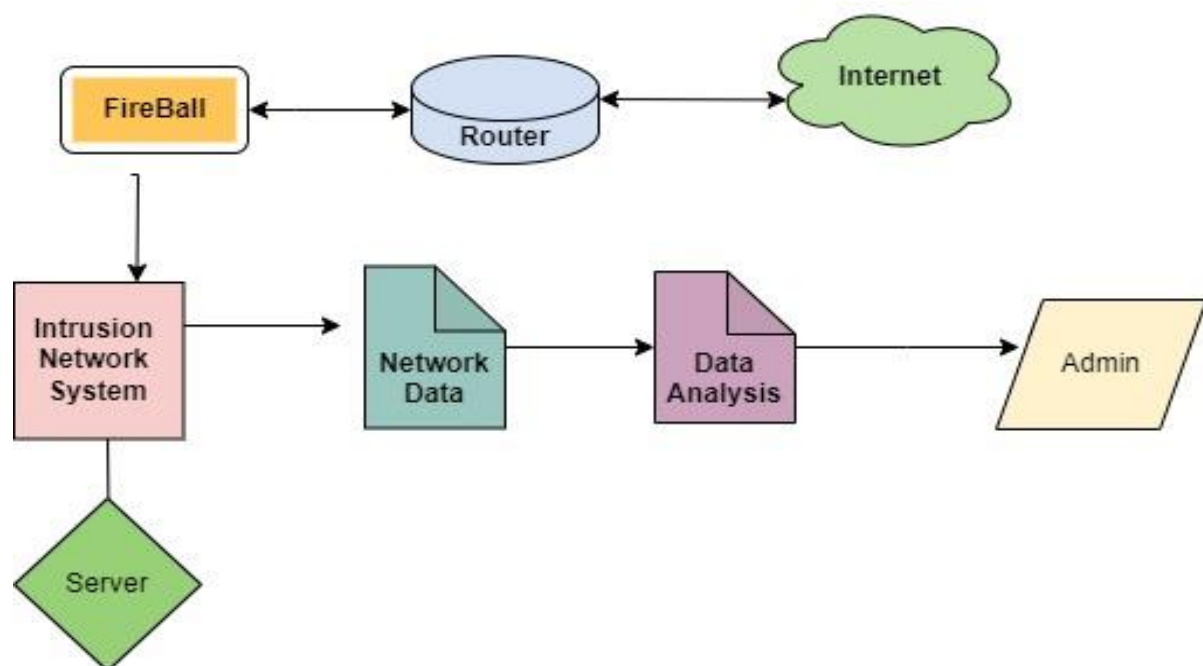 FireBall
Router
Internet
Intrusion
Network
System
Network
Data
Data
Analysis
Admin
Server